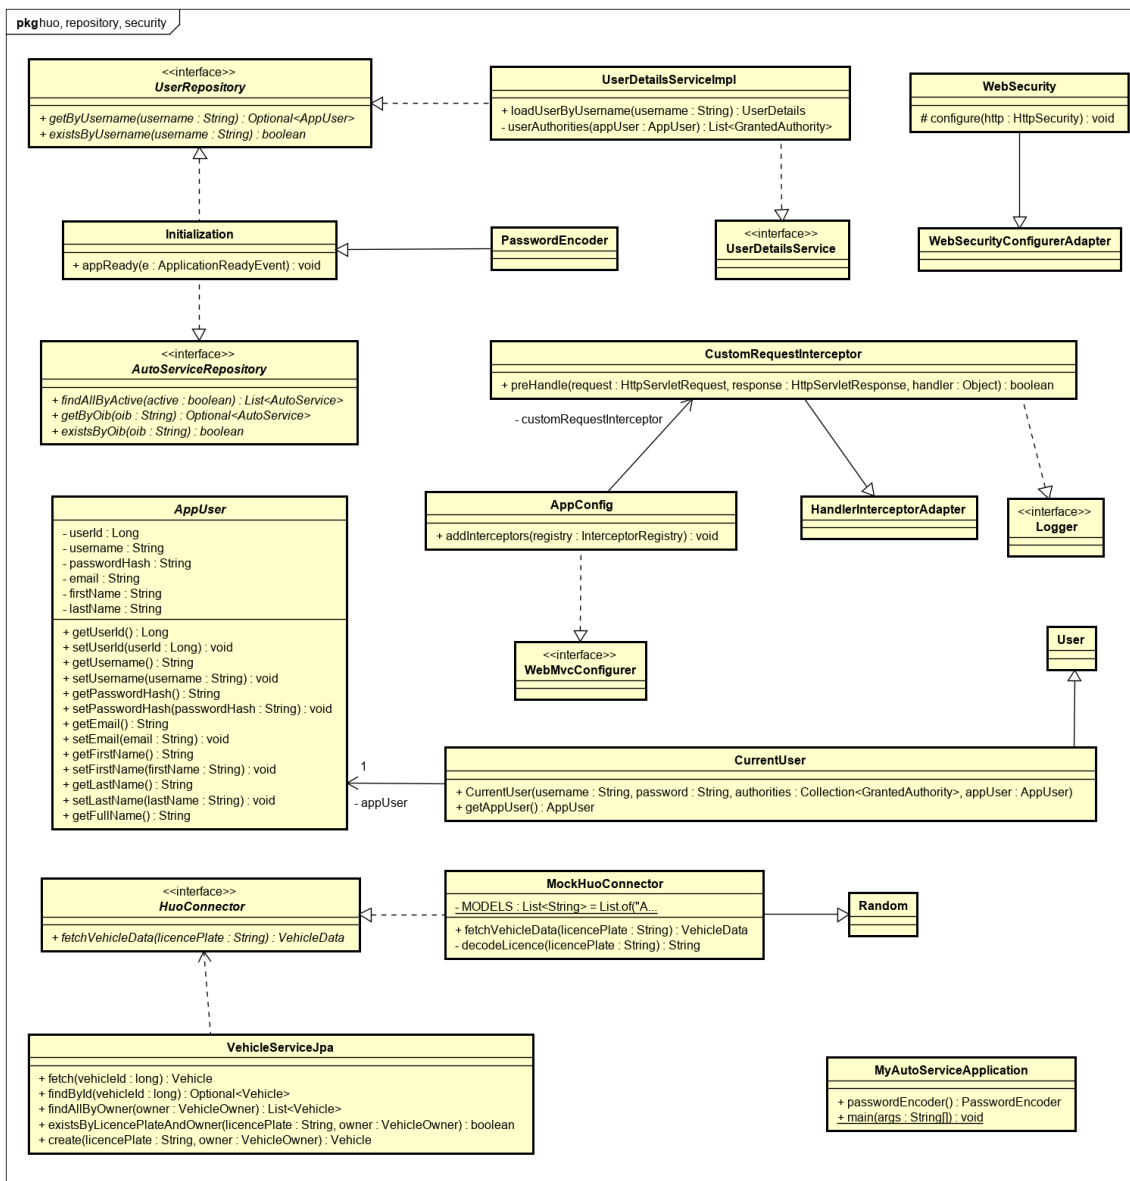 pkg huo, repository, security
<<interface>>
UserRepository
+ getByUsername(username : String) : Optional<AppUser>
+ existsByUsername(username : String) : boolean
UserDetailsServiceImpl
+ loadUserByUsername(username : String) : UserDetails
- userAuthorities(appUser : AppUser) : List<GrantedAuthority>
WebSecurity
# configure(http : HttpSecurity) : void
Initialization
+ appReady(e : ApplicationReadyEvent) : void
PasswordEncoder
<<interface>>
UserDetailsService
WebSecurityConfigurerAdapter
<<interface>>
AutoServiceRepository
+ findAllByActive(active : boolean) : List<AutoService>
+ getByOib(oib : String) : Optional<AutoService>
+ existsByOib(oib : String) : boolean
CustomRequestInterceptor
+ preHandle(request : HttpServletRequest, response : HttpServletResponse, handler : Object) : boolean
- customRequestInterceptor
AppConfig
+ addInterceptors(registry : InterceptorRegistry) : void
HandlerInterceptorAdapter
<<interface>>
Logger
<<interface>>
WebMvcConfigurer
AppUser
- userId : Long
- username : String
- passwordHash : String
- email : String
- firstName : String
- lastName : String
+ getUserId() : Long
+ setUserId(userId : Long) : void
+ getUsername() : String
+ setUsername(username : String) : void
+ getPasswordHash() : String
+ setPasswordHash(passwordHash : String) : void
+ getEmail() : String
+ setEmail(email : String) : void
+ getFirstName() : String
+ setFirstName(firstName : String) : void
+ getLastName() : String
+ setLastName(lastName : String) : void
+ getFullName() : String
User
1
- appUser
CurrentUser
+ CurrentUser(username : String, password : String, authorities : Collection<GrantedAuthority>, appUser : AppUser)
+ getAppUser() : AppUser
<<interface>>
HuoConnector
+ fetchVehicleData(licencePlate : String) : VehicleData
MockHuoConnector
- MODELS : List<String> = List.of("A...
+ fetchVehicleData(licencePlate : String) : VehicleData
- decodeLicence(licencePlate : String) : String
Random
VehicleServiceJpa
+ fetch(vehicleId : long) : Vehicle
+ findById(vehicleId : long) : Optional<Vehicle>
+ findAllByOwner(owner : VehicleOwner) : List<Vehicle>
+ existsByLicencePlateAndOwner(licencePlate : String, owner : VehicleOwner) : boolean
+ create(licencePlate : String, owner : VehicleOwner) : Vehicle
MyAutoServiceApplication
+ passwordEncoder() : PasswordEncoder
+ main(args : String[]) : void